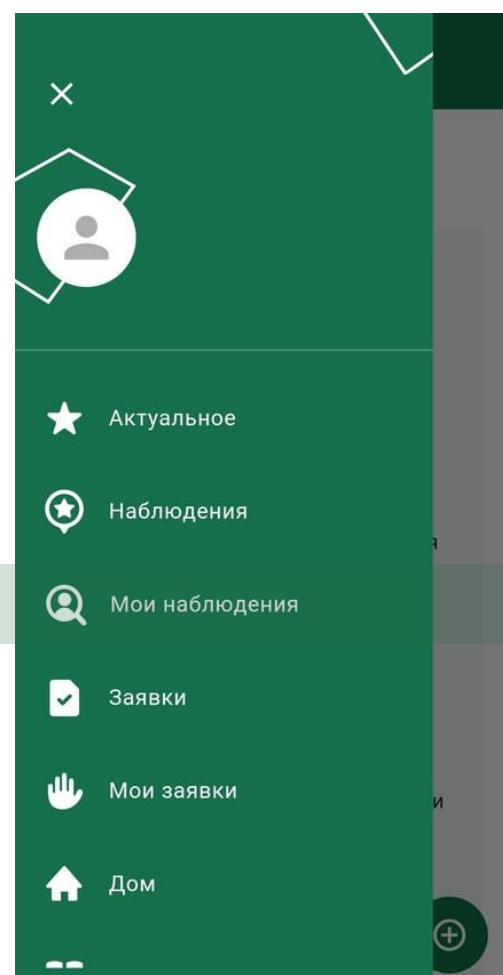 Актуальное
Наблюдения
я
Мои наблюдения
Заявки
Мои заявки
и
Дом